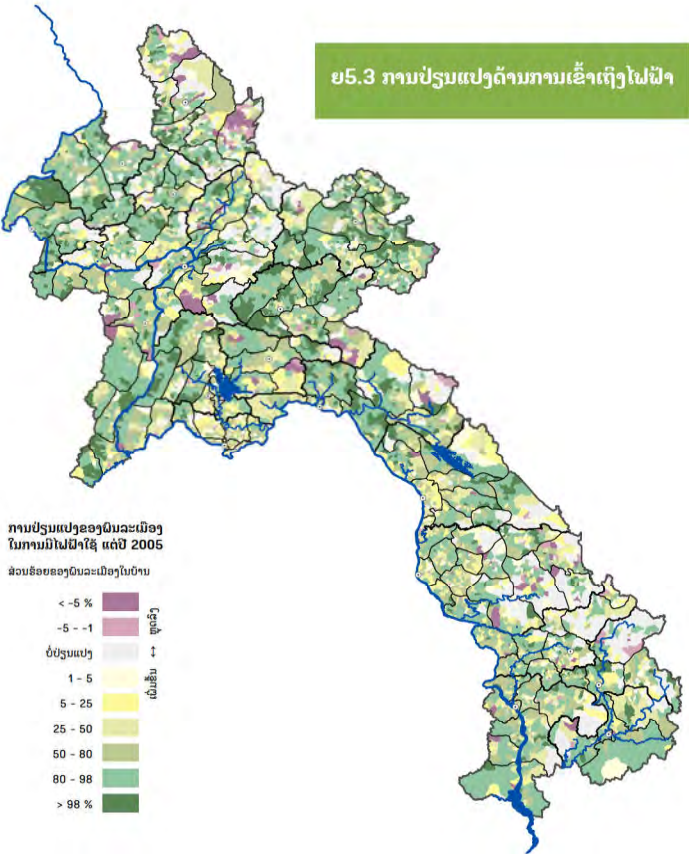 ຍ5.3 ການປ່ຽນແປງດ້ານການເຂົ້າເຖິງໄຟຟ້າ
ການປ່ຽນແປງຂອງພົນລະເມືອງ
ໃນການມີໄຟຟ້າໃຊ້ ແຕ່ປີ 2005
ສ່ວນຮ້ອຍຂອງພົນລະເມືອງໃນບ້ານ
< -5 %
-5 - -1
ບໍ່ປ່ຽນແປງ
1 - 5
5 - 25
25 - 50
50 - 80
80 - 98
> 98 %
ຫຼຸດລົງ
↔
ເພີ່ມຂຶ້ນ